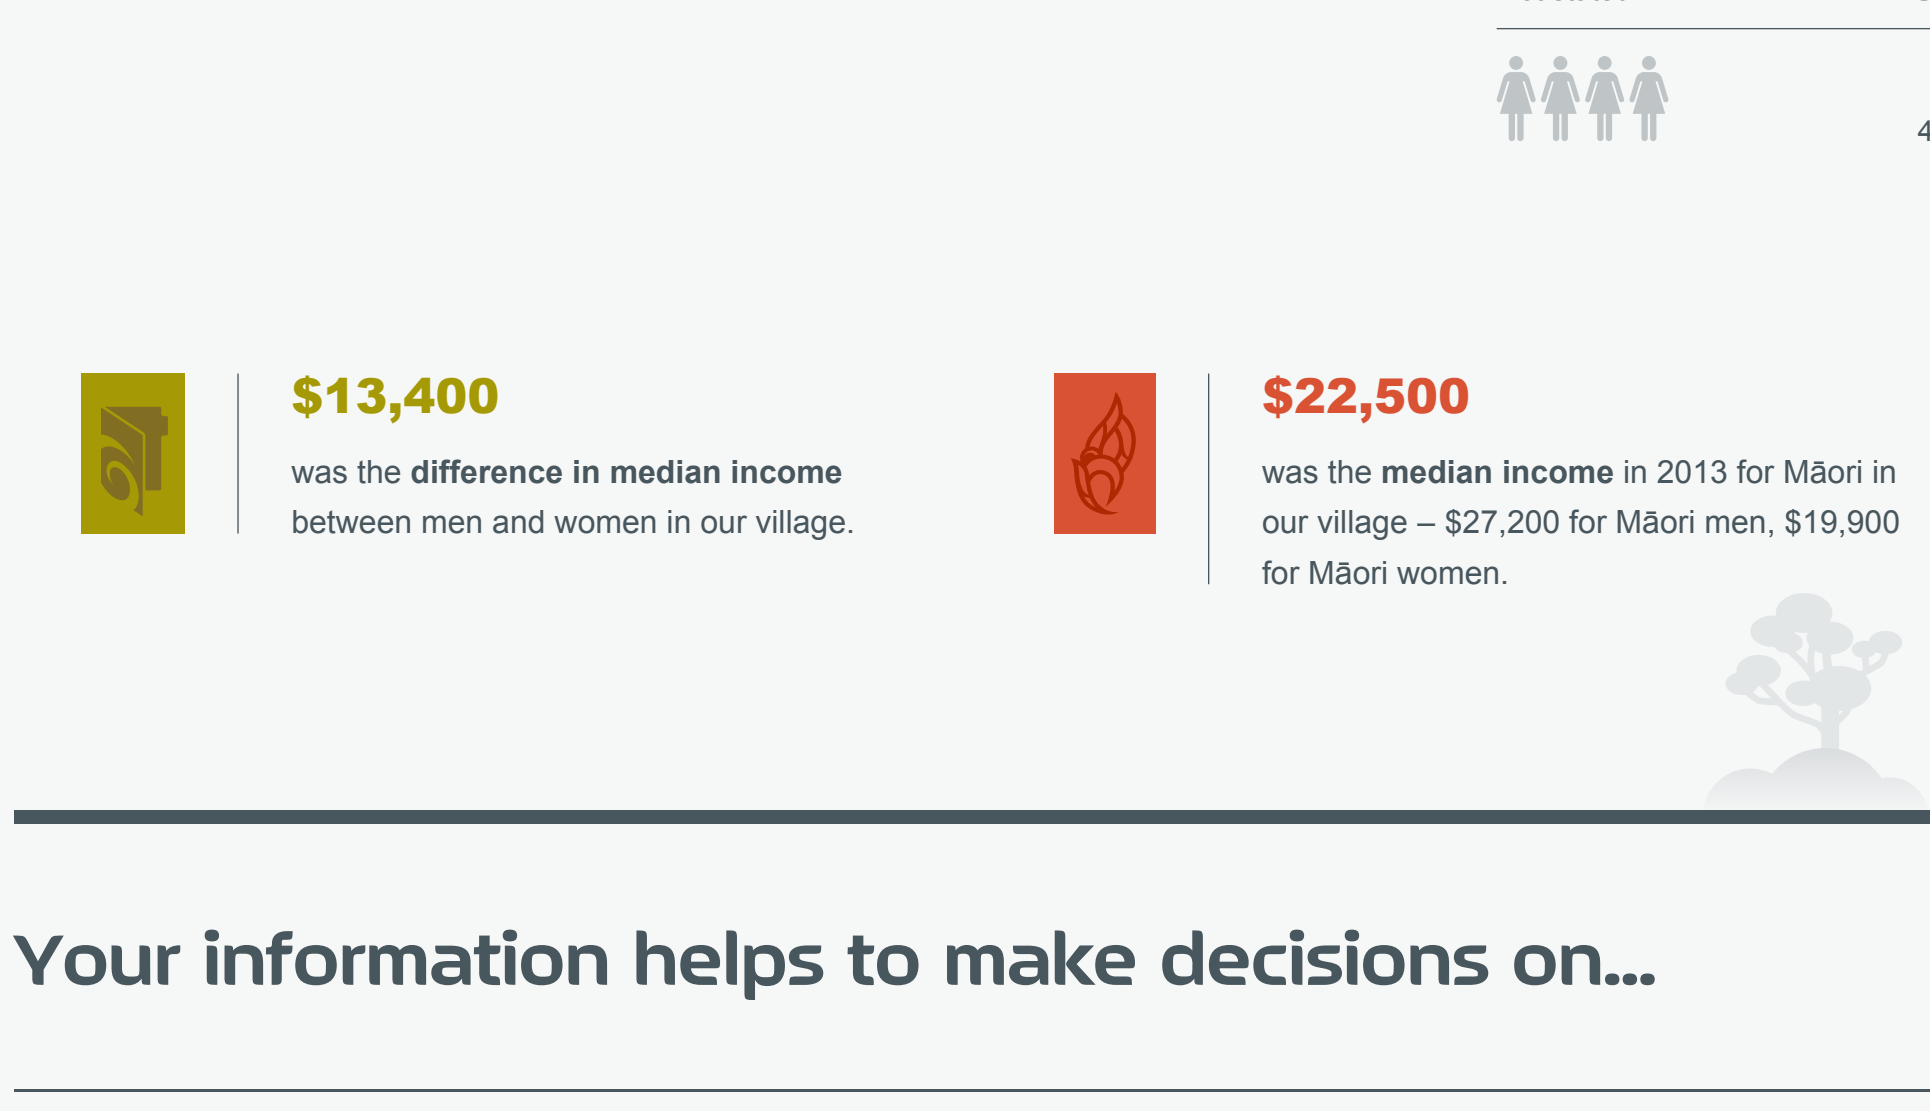 4
$13,400
was the difference in median income
between men and women in our village.
$22,500
was the median income in 2013 for Māori in
our village – $27,200 for Māori men, $19,900
for Māori women.
Your information helps to make decisions on...